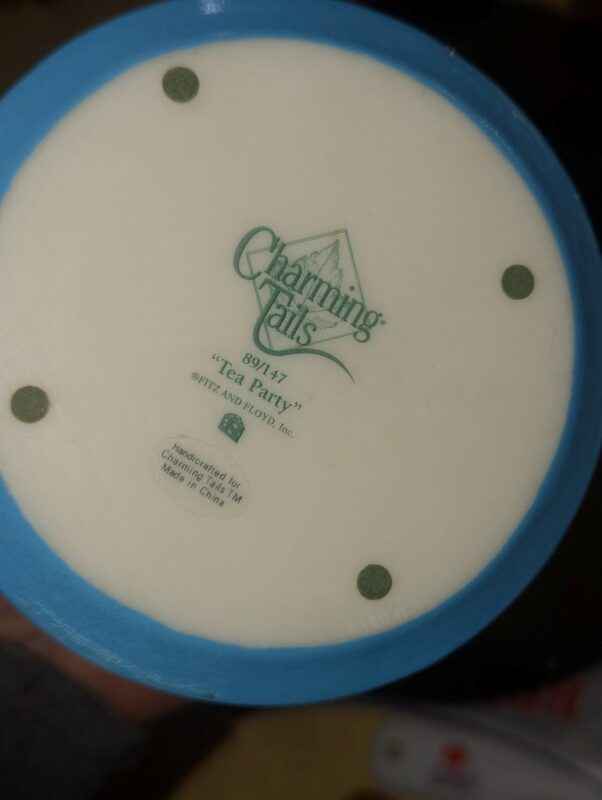 Charming
Tails
89/147
"Tea Party"
©FITZ AND FLOYD, Inc.
Handcrafted for
Charming Tails TM
Made in China